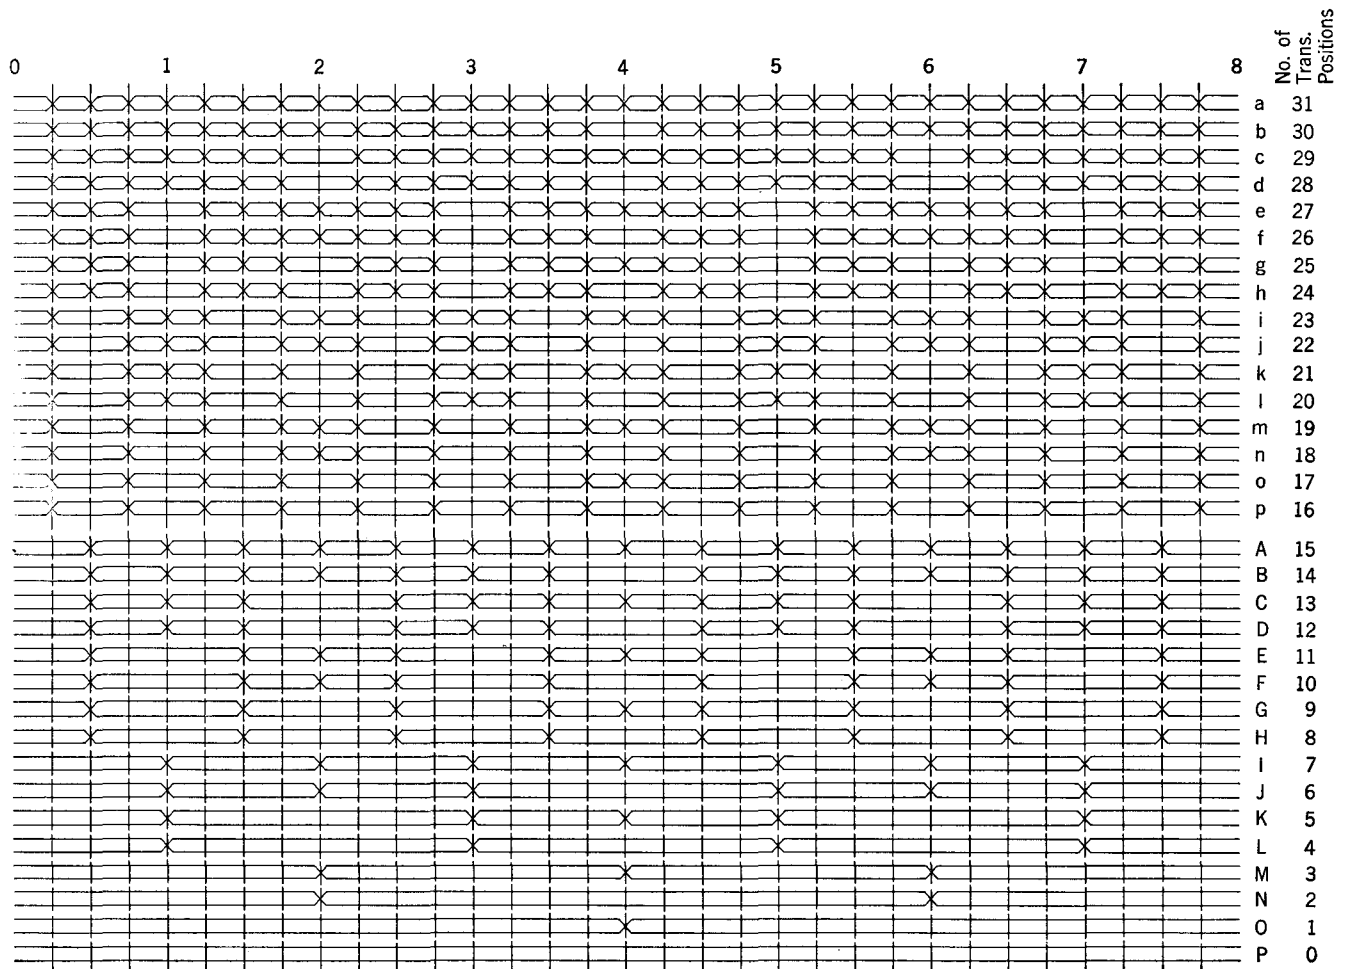 No. of
Trans.
Positions
0 1 2 3 4 5 6 7 8
a 31
b 30
c 29
d 28
e 27
f 26
g 25
h 24
i 23
j 22
k 21
l 20
m 19
n 18
o 17
p 16
A 15
B 14
C 13
D 12
E 11
F 10
G 9
H 8
I 7
J 6
K 5
L 4
M 3
N 2
O 1
P 0